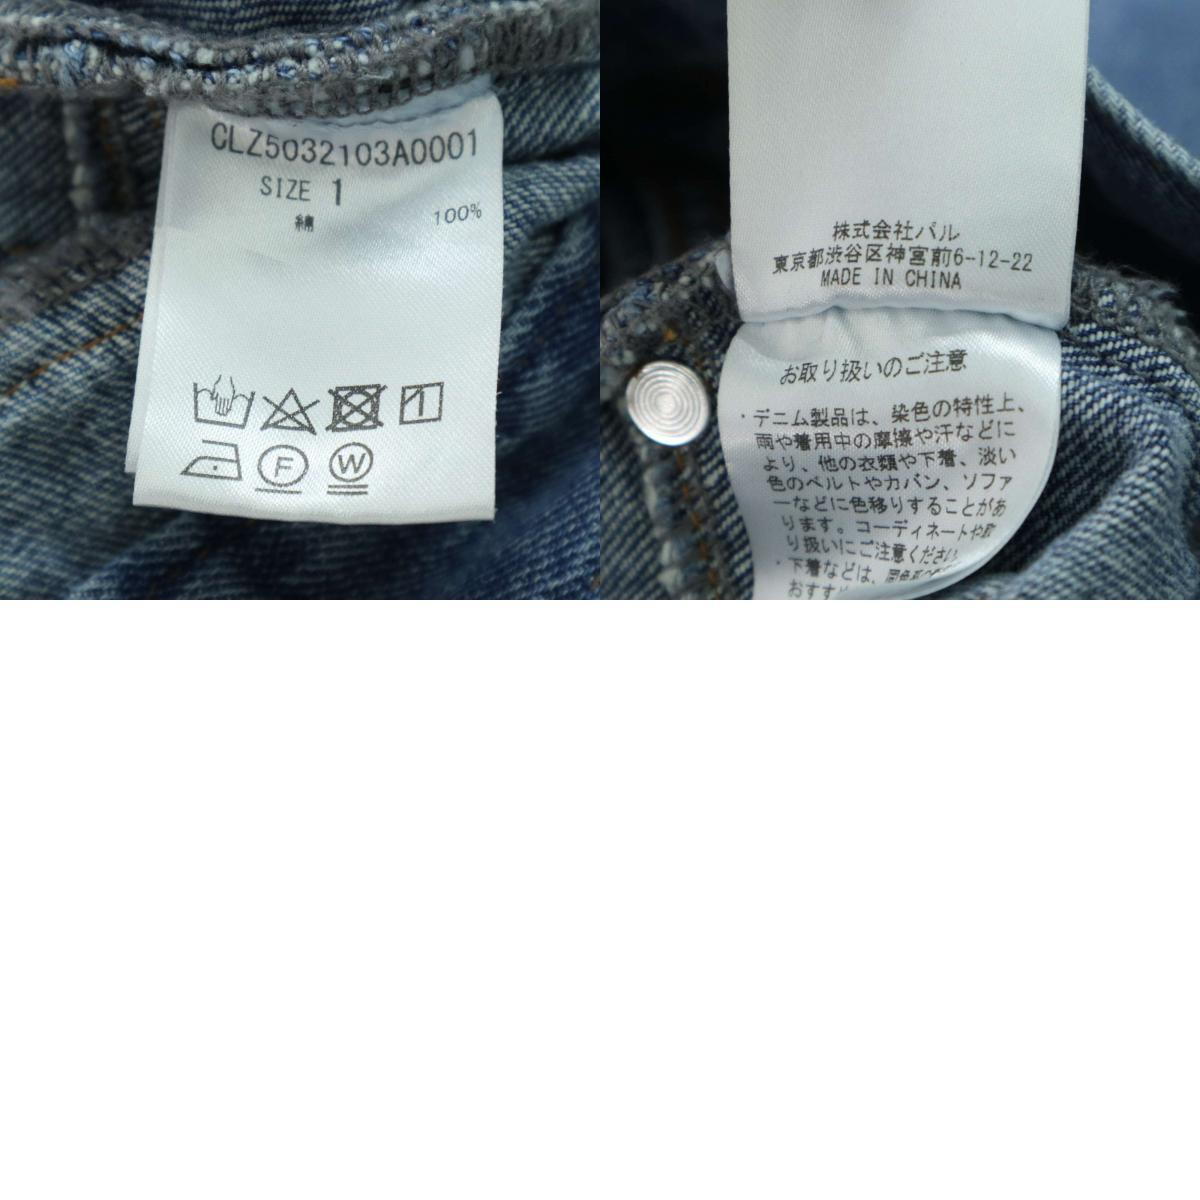 CLZ5032103A0001
SIZE 1
綿 100%
F W
株式会社パル
東京都渋谷区神宮前6-12-22
MADE IN CHINA
お取り扱いのご注意
・デニム製品は、染色の特性上、
雨や着用中の摩擦や汗などに
より、他の衣類や下着、淡い
色のベルトやカバン、ソファ
ーなどに色移りすることがあ
ります。コーディネートや取
り扱いにご注意ください。
・下着などは、同色系
おすす